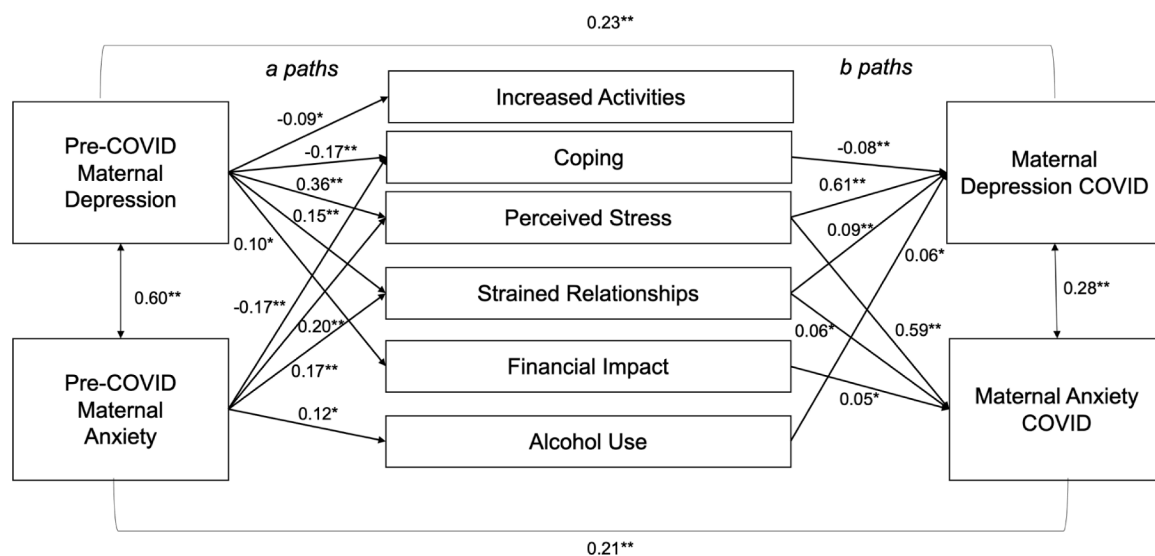 0.23**
a paths
b paths
Increased Activities
Pre-COVID
Maternal
Depression
-0.09*
-0.17**
0.36**
0.15**
0.10*
Coping
Perceived Stress
-0.08**
0.61**
0.09**
0.06*
Maternal
Depression COVID
0.60**
-0.17**
0.20**
0.17**
0.12*
Strained Relationships
Financial Impact
Alcohol Use
0.06*
0.59**
0.05*
0.28**
Pre-COVID
Maternal
Anxiety
Maternal Anxiety
COVID
0.21**